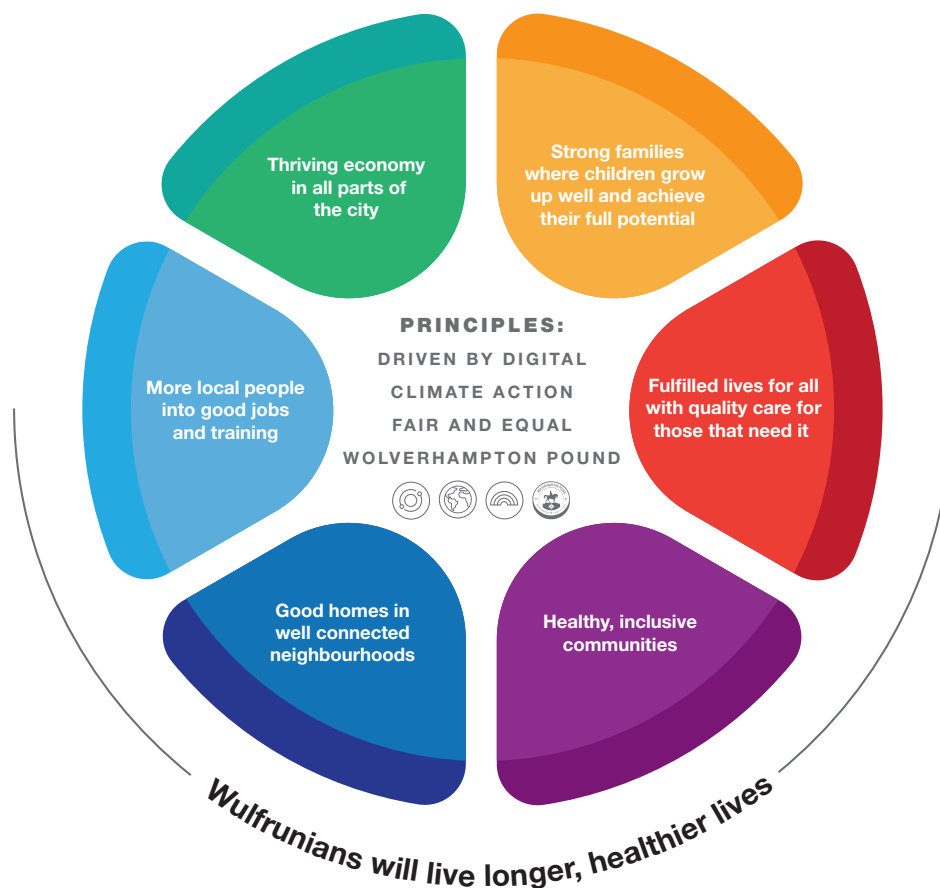 Thriving economy
in all parts of
the city
Strong families
where children grow
up well and achieve
their full potential
PRINCIPLES:
DRIVEN BY DIGITAL
CLIMATE ACTION
FAIR AND EQUAL
WOLVERHAMPTON POUND
More local people
into good jobs
and training
Fulfilled lives for all
with quality care for
those that need it
Good homes in
well connected
neighbourhoods
Healthy, inclusive
communities
Wulfrunians will live longer, healthier lives